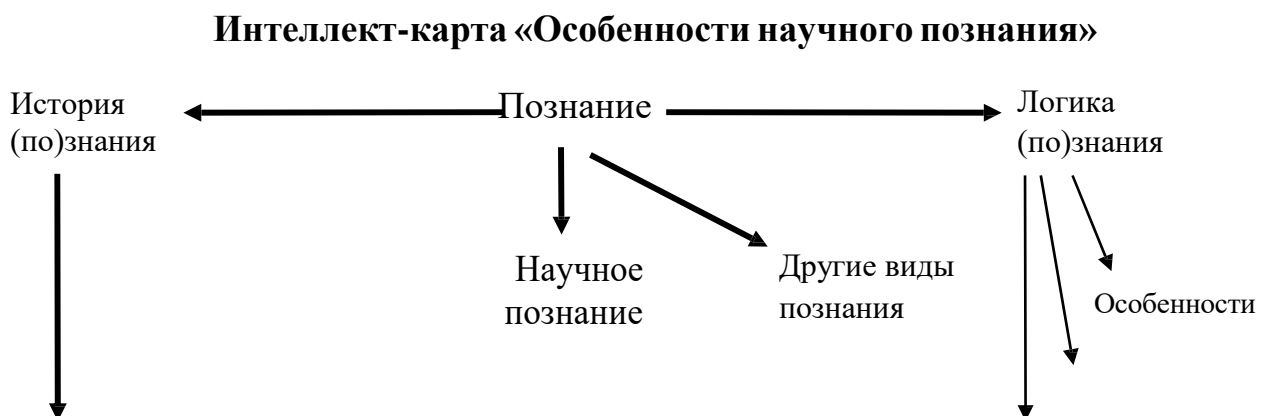 Интеллект-карта «Особенности научного познания»
История
(по)знания
Познание
Логика
(по)знания
Научное
познание
Другие виды
познания
Особенности